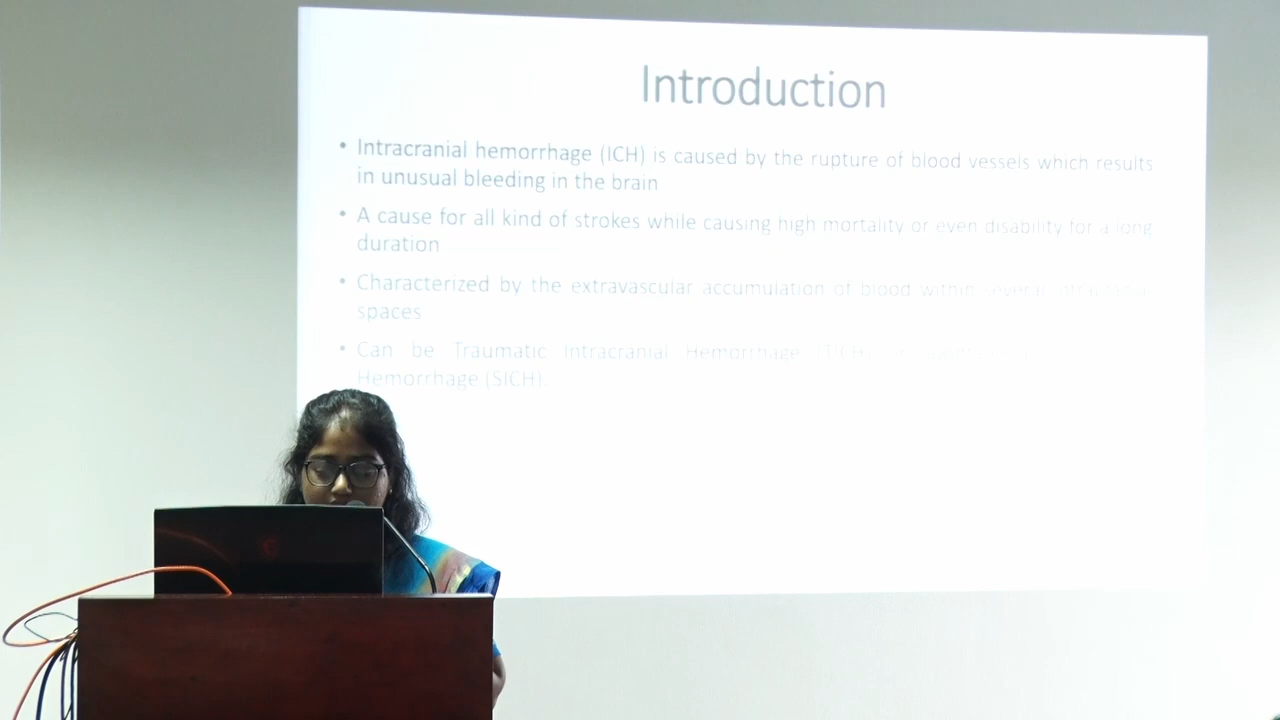 Introduction
• Intracranial hemorrhage (ICH) is caused by the rupture of blood vessels which results
in unusual bleeding in the brain
• A cause for all kind of strokes while causing high mortality or even disability for a long
duration
• Characterized by the extravascular accumulation of blood within several
spaces
• Can be Traumatic Intracranial Hemorrhage (TICH)
Hemorrhage (SICH).